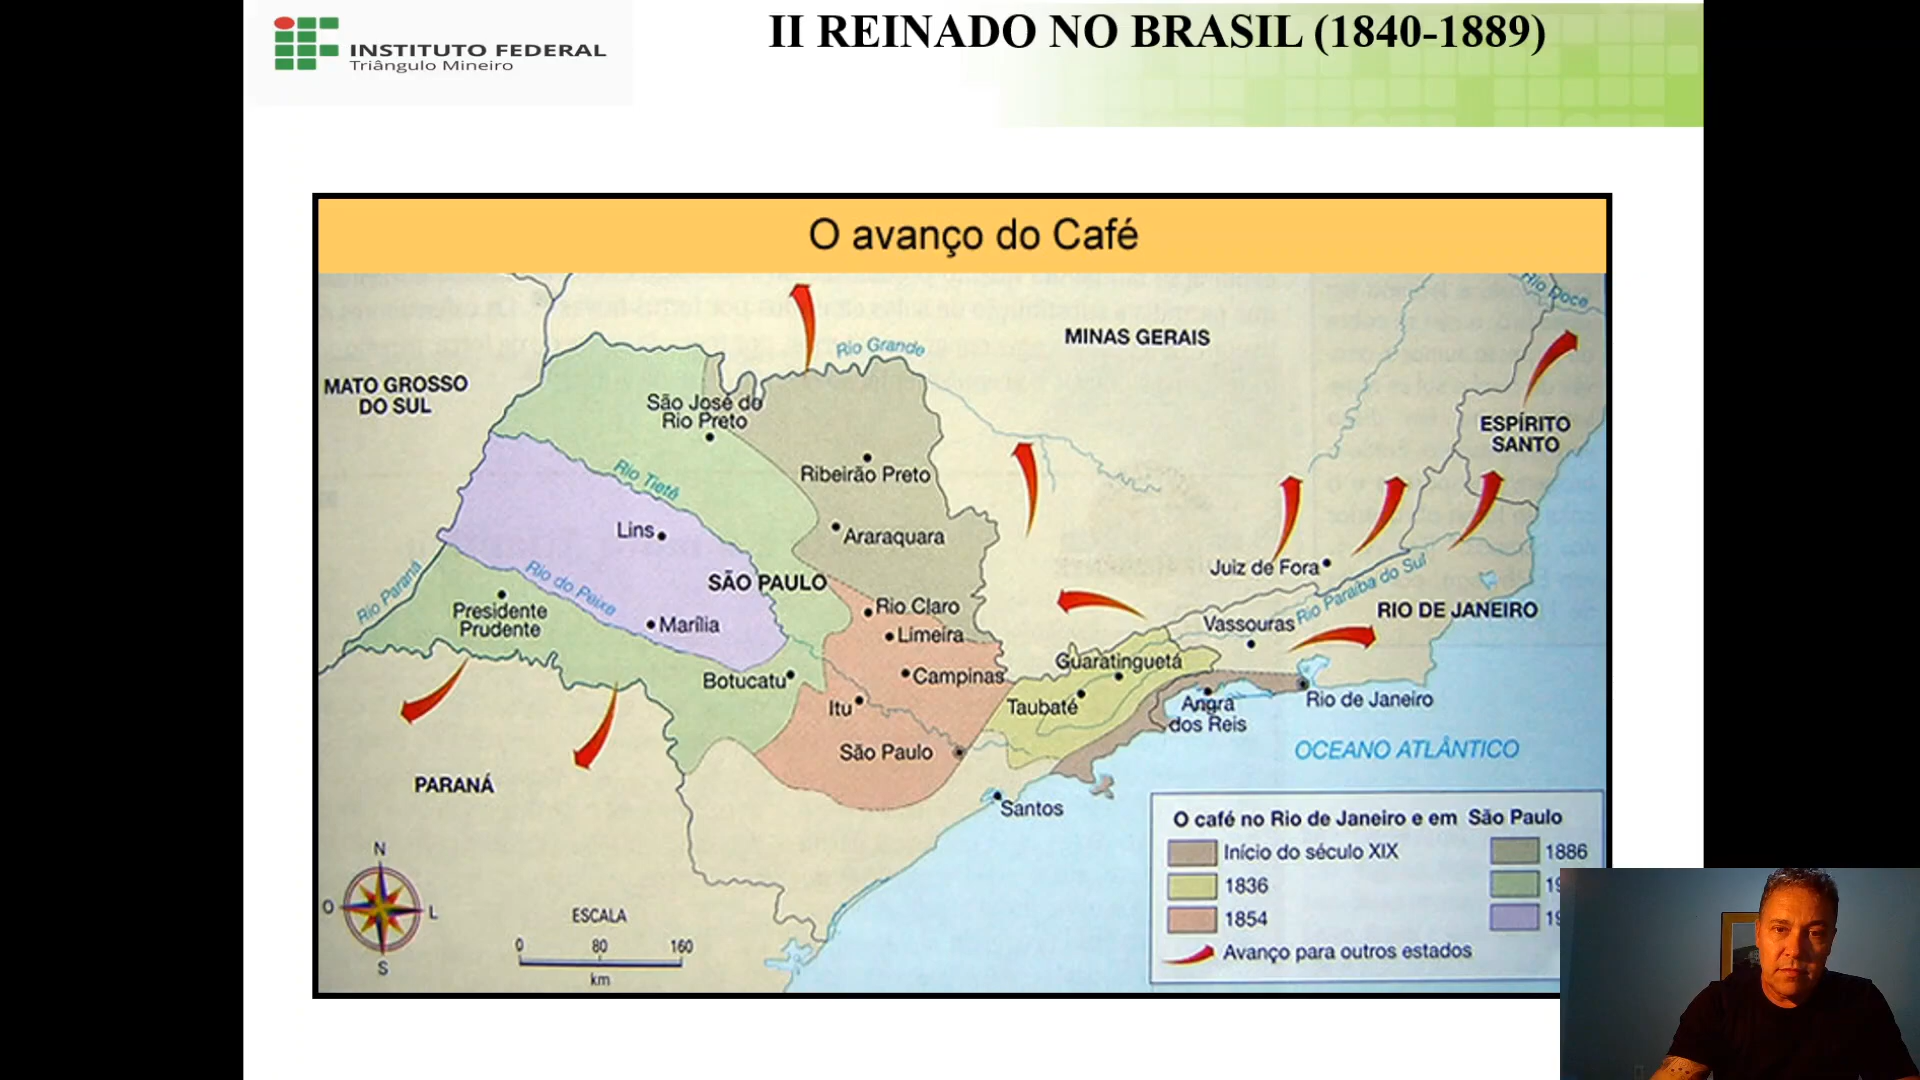 INSTITUTO FEDERAL
Triângulo Mineiro
II REINADO NO BRASIL (1840-1889)
O avanço do Café
Rio Doce
MINAS GERAIS
Rio Grande
MATO GROSSO
DO SUL
São José do
Rio Preto
ESPÍRITO
SANTO
Rio Tietê
Ribeirão Preto
Lins
Araraquara
Rio Paraná
Rio do Peixe
SÃO PAULO
Juiz de Fora
Rio Paraíba do Sul
Presidente
Prudente
Marília
Rio Claro
Limeira
Vassouras
RIO DE JANEIRO
Botucatu
Campinas
Guaratinguetá
Itu
Taubaté
Angra
dos Reis
Rio de Janeiro
São Paulo
OCEANO ATLÂNTICO
PARANÁ
Santos
O café no Rio de Janeiro e em São Paulo
Início do século XIX
1886
1836
1854
Avanço para outros estados
N
O
L
S
ESCALA
0 80 160
km